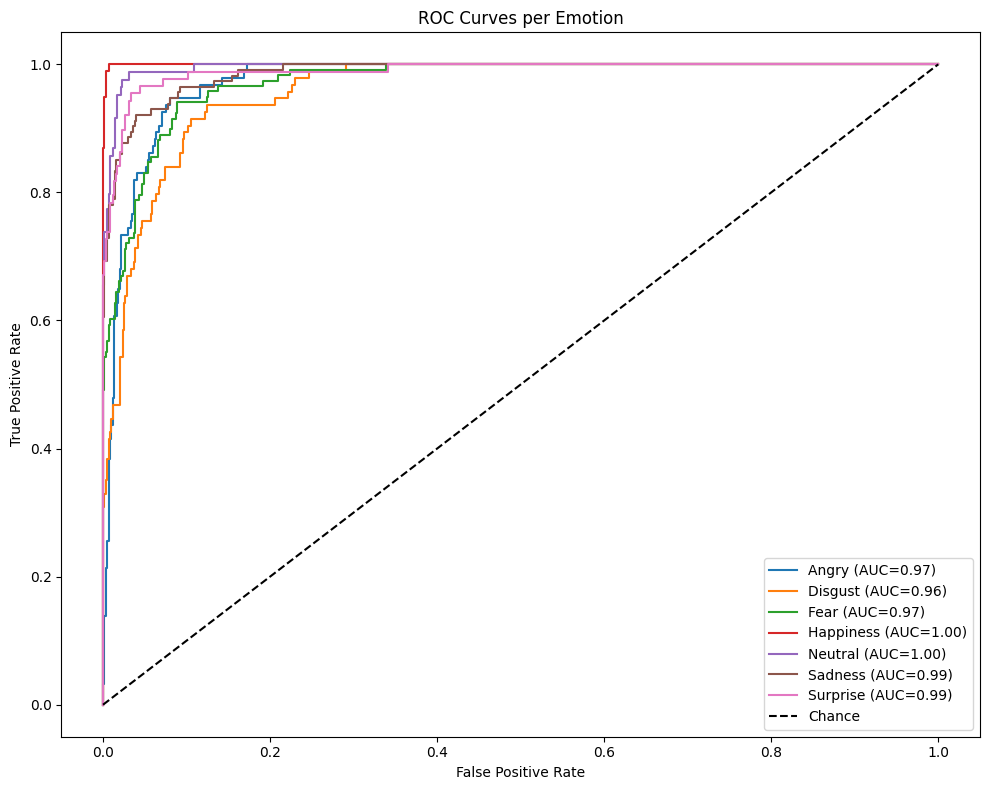 ROC Curves per Emotion
True Positive Rate
1.0
0.8
0.6
0.4
0.2
0.0
0.0 0.2 0.4 0.6 0.8 1.0
False Positive Rate
Angry (AUC=0.97)
Disgust (AUC=0.96)
Fear (AUC=0.97)
Happiness (AUC=1.00)
Neutral (AUC=1.00)
Sadness (AUC=0.99)
Surprise (AUC=0.99)
Chance